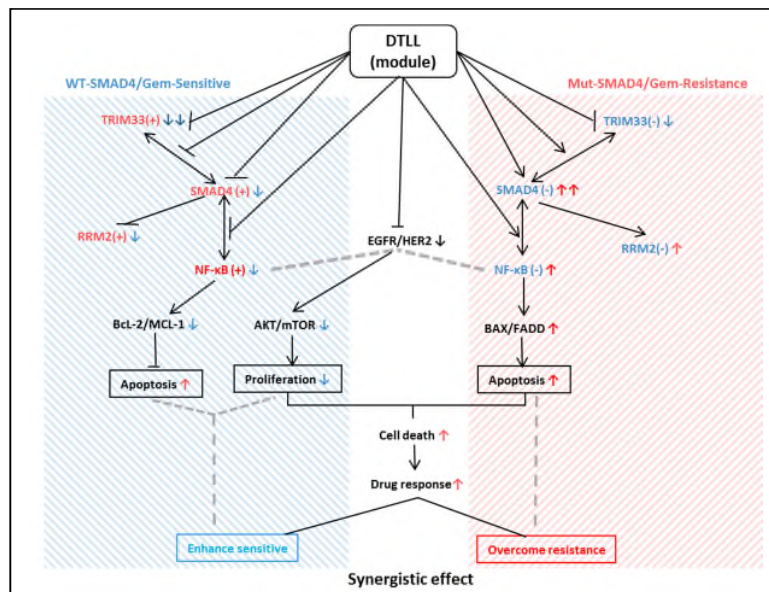 DTLL
(module)
WT-SMAD4/Gem-Sensitive
Mut-SMAD4/Gem-Resistance
TRIM33(+) ↓↓
TRIM33(-) ↓
SMAD4 (+) ↓
SMAD4 (-) ↑↑
RRM2(+) ↓
EGFR/HER2 ↓
RRM2(-) ↑
NF-κB (+) ↓
NF-κB (-) ↑
BcL-2/MCL-1 ↓
AKT/mTOR ↓
BAX/FADD ↑
Apoptosis ↑
Proliferation ↓
Apoptosis ↑
Cell death ↑
Drug response ↑
Enhance sensitive
Overcome resistance
Synergistic effect